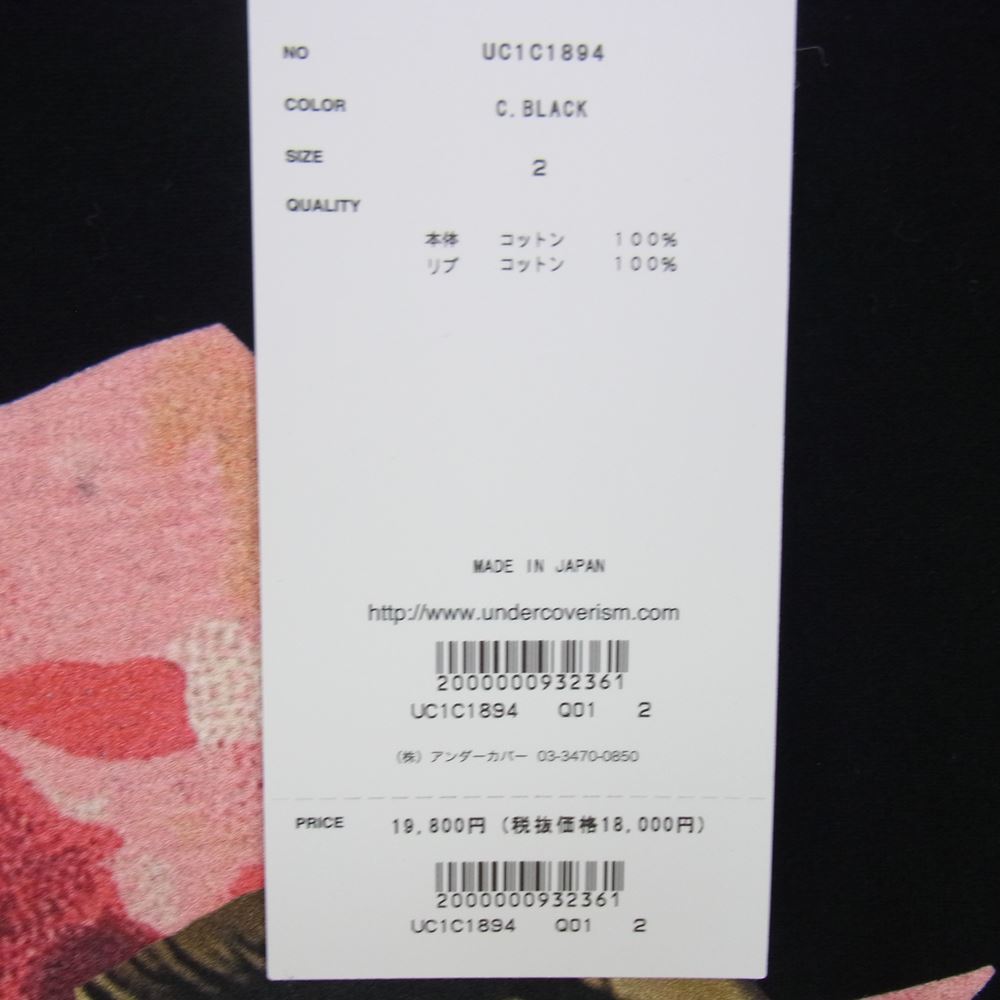 NO UC1C1894
COLOR C.BLACK
SIZE 2
QUALITY
本体 コットン 100%
リブ コットン 100%
MADE IN JAPAN
http://www.undercoverism.com
2000000932361
UC1C1894 Q01 2
(株) アンダーカバー 03-3470-0850
PRICE 19,800円 (税抜価格18,000円)
2000000932361
UC1C1894 Q01 2